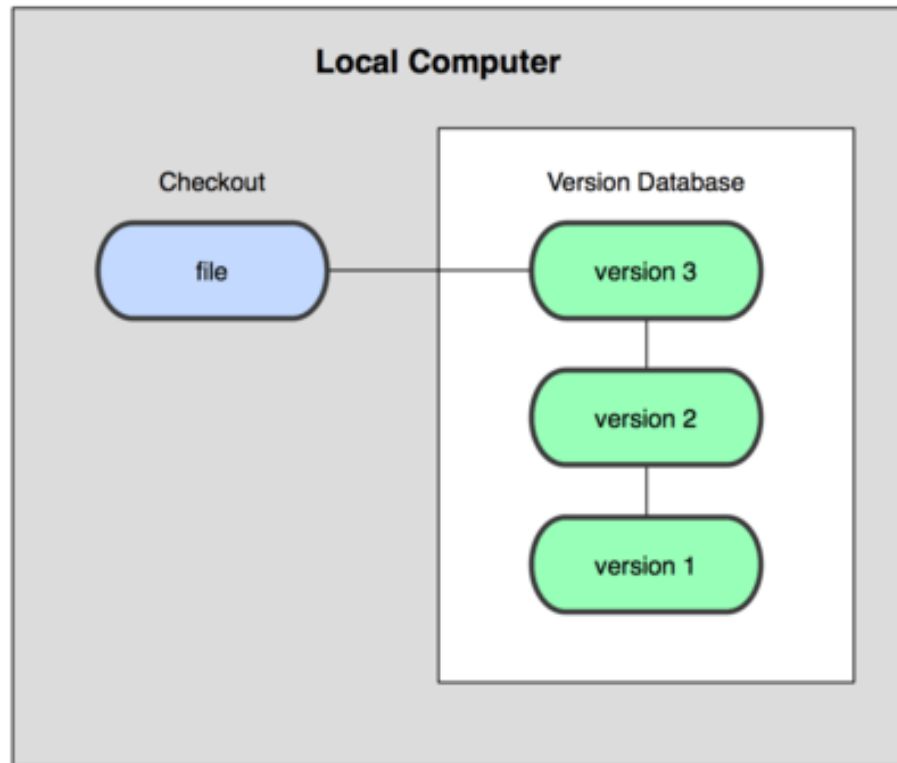 Local Computer
Checkout
Version Database
file
version 3
version 2
version 1